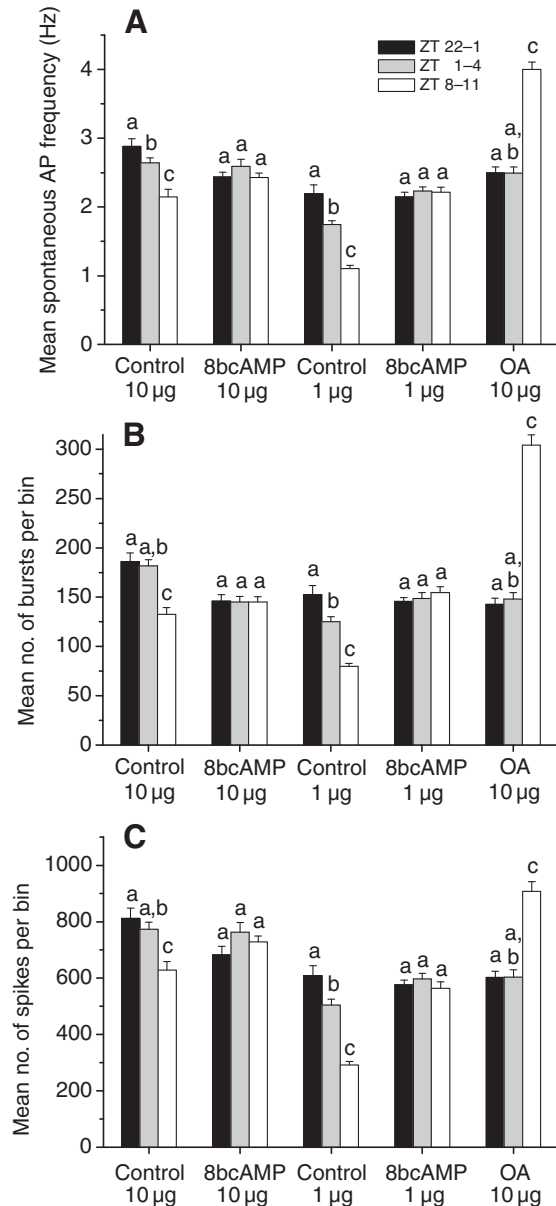 A
Mean spontaneous AP frequency (Hz)
ZT 22–1
ZT 1–4
ZT 8–11
4
3
2
1
0
a b c
a a a
a b c
a a a
a a, b c
Control 10 µg
8bcAMP 10 µg
Control 1 µg
8bcAMP 1 µg
OA 10 µg
B
Mean no. of bursts per bin
300
250
200
150
100
50
0
a a,b c
a a a
a b c
a a a
a a, b c
Control 10 µg
8bcAMP 10 µg
Control 1 µg
8bcAMP 1 µg
OA 10 µg
C
Mean no. of spikes per bin
1000
800
600
400
200
0
a a,b c
a a a
a b c
a a a
a a, b c
Control 10 µg
8bcAMP 10 µg
Control 1 µg
8bcAMP 1 µg
OA 10 µg